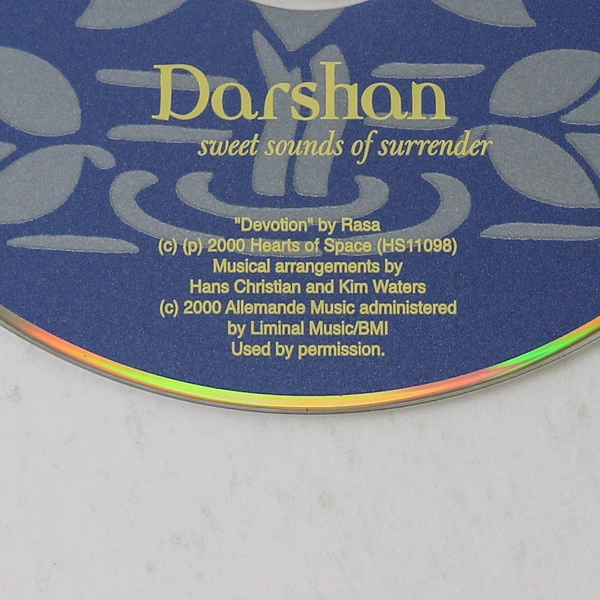 Darshan
sweet sounds of surrender
"Devotion" by Rasa
(c) (p) 2000 Hearts of Space (HS11098)
Musical arrangements by
Hans Christian and Kim Waters
(c) 2000 Allemande Music administered
by Liminal Music/BMI
Used by permission.